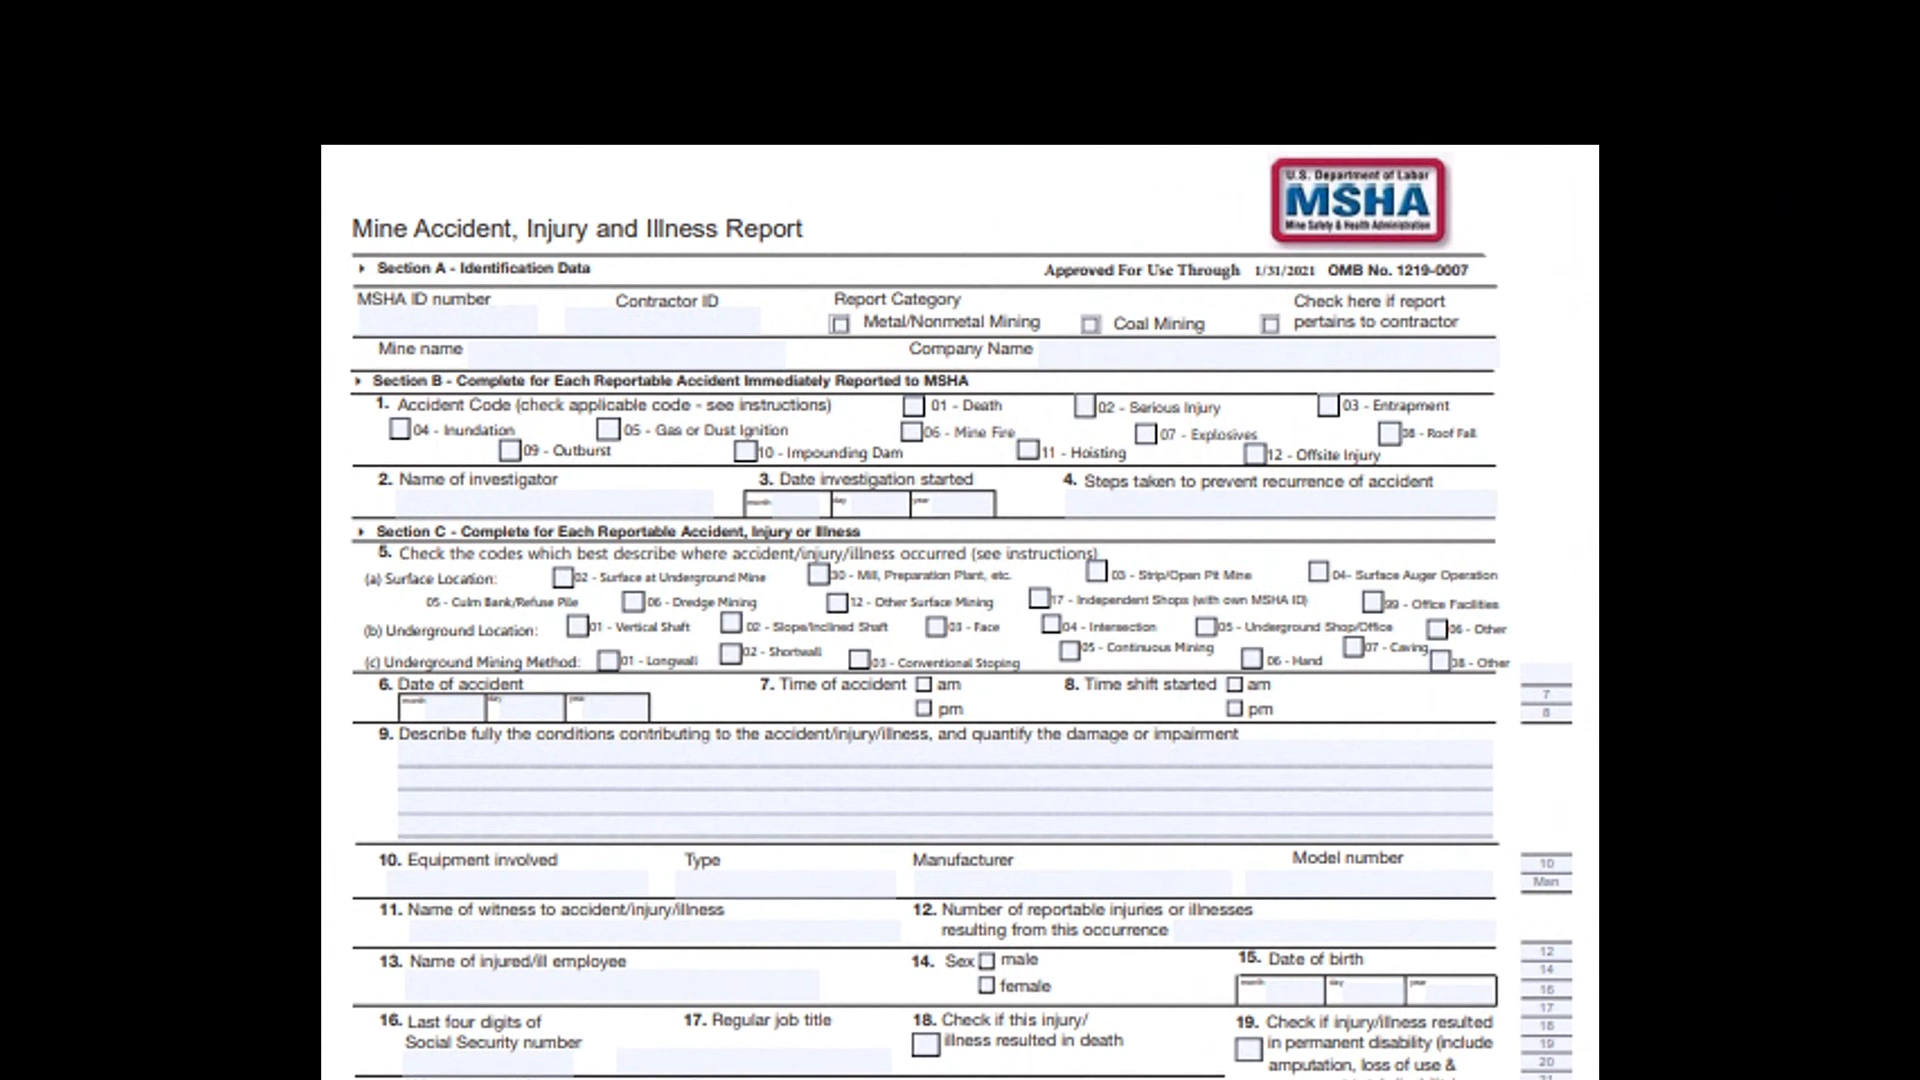 U.S. Department of Labor
MSHA
Mine Safety & Health Administration
Mine Accident, Injury and Illness Report
Section A - Identification Data Approved For Use Through 1/31/2021 OMB No. 1219-0007
MSHA ID number Contractor ID Report Category Check here if report
Metal/Nonmetal Mining Coal Mining pertains to contractor
Mine name Company Name
Section B - Complete for Each Reportable Accident Immediately Reported to MSHA
1. Accident Code (check applicable code - see instructions) 01 - Death 02 - Serious Injury 03 - Entrapment
04 - Inundation 05 - Gas or Dust Ignition 06 - Mine Fire 07 - Explosives 08 - Roof Fall
09 - Outburst 10 - Impounding Dam 11 - Hoisting 12 - Offsite Injury
2. Name of investigator 3. Date investigation started 4. Steps taken to prevent recurrence of accident
month day year
Section C - Complete for Each Reportable Accident, Injury or Illness
5. Check the codes which best describe where accident/injury/illness occurred (see instructions)
(a) Surface Location: 02 - Surface at Underground Mine 30 - Mill, Preparation Plant, etc. 03 - Strip/Open Pit Mine 04- Surface Auger Operation
05 - Culm Bank/Refuse Pile 06 - Dredge Mining 12 - Other Surface Mining 17 - Independent Shops (with own MSHA ID) 99 - Office Facilities
(b) Underground Location: 01 - Vertical Shaft 02 - Slope/Inclined Shaft 03 - Face 04 - Intersection 05 - Underground Shop/Office 06 - Other
(c) Underground Mining Method: 01 - Longwall 02 - Shortwall 03 - Conventional Stoping 05 - Continuous Mining 06 - Hand 07 - Caving 08 - Other
6. Date of accident 7. Time of accident am 8. Time shift started am
month day year pm pm
7
8
9. Describe fully the conditions contributing to the accident/injury/illness, and quantify the damage or impairment
10. Equipment involved Type Manufacturer Model number
10
Man
11. Name of witness to accident/injury/illness 12. Number of reportable injuries or illnesses
resulting from this occurrence
13. Name of injured/ill employee 14. Sex male 15. Date of birth
female month day year
12
14
16
17
18
19
20
16. Last four digits of 17. Regular job title 18. Check if this injury/ 19. Check if injury/illness resulted
Social Security number illness resulted in death in permanent disability (include
amputation, loss of use &